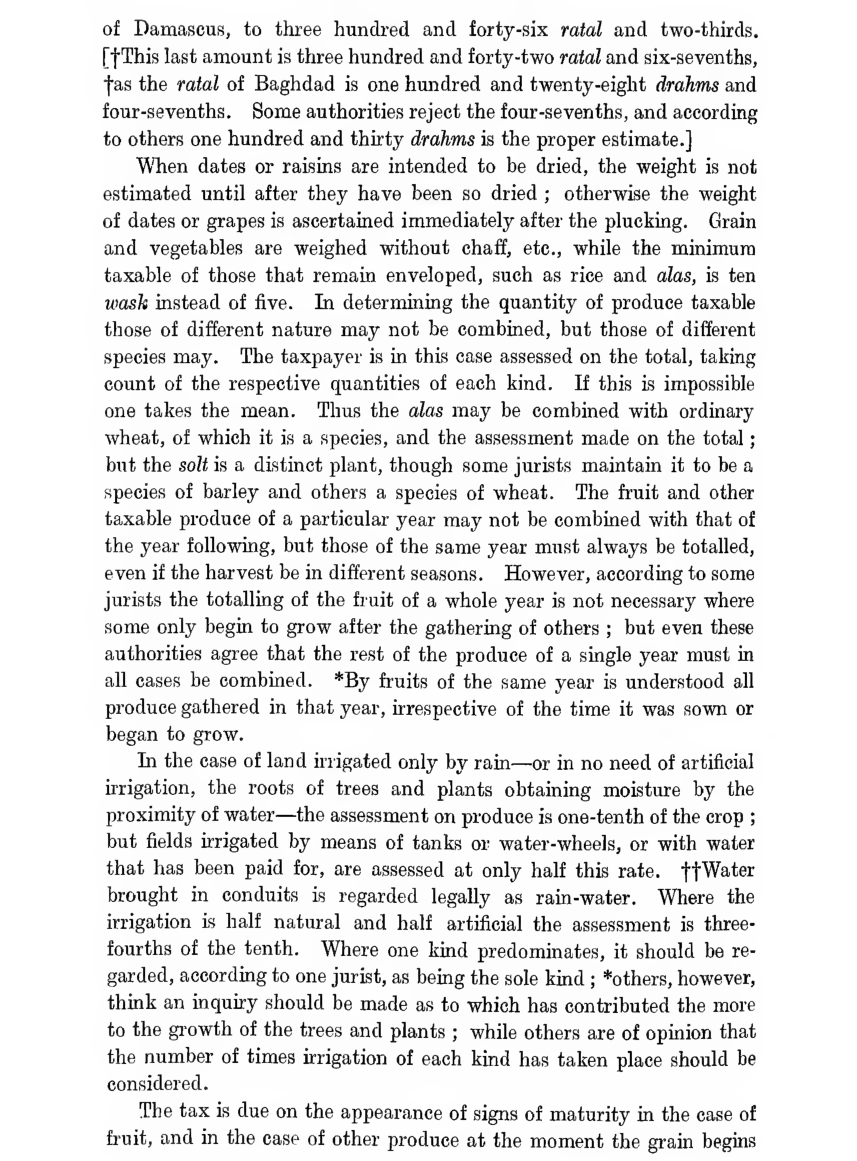 of Damascus, to three hundred and forty-six ratal and two-thirds.
[†This last amount is three hundred and forty-two ratal and six-sevenths,
†as the ratal of Baghdad is one hundred and twenty-eight drahms and
four-sevenths. Some authorities reject the four-sevenths, and according
to others one hundred and thirty drahms is the proper estimate.]
When dates or raisins are intended to be dried, the weight is not
estimated until after they have been so dried ; otherwise the weight
of dates or grapes is ascertained immediately after the plucking. Grain
and vegetables are weighed without chaff, etc., while the minimum
taxable of those that remain enveloped, such as rice and alas, is ten
wask instead of five. In determining the quantity of produce taxable
those of different nature may not be combined, but those of different
species may. The taxpayer is in this case assessed on the total, taking
count of the respective quantities of each kind. If this is impossible
one takes the mean. Thus the alas may be combined with ordinary
wheat, of which it is a species, and the assessment made on the total ;
but the solt is a distinct plant, though some jurists maintain it to be a
species of barley and others a species of wheat. The fruit and other
taxable produce of a particular year may not be combined with that of
the year following, but those of the same year must always be totalled,
even if the harvest be in different seasons. However, according to some
jurists the totalling of the fruit of a whole year is not necessary where
some only begin to grow after the gathering of others ; but even these
authorities agree that the rest of the produce of a single year must in
all cases be combined. *By fruits of the same year is understood all
produce gathered in that year, irrespective of the time it was sown or
began to grow.
In the case of land irrigated only by rain—or in no need of artificial
irrigation, the roots of trees and plants obtaining moisture by the
proximity of water—the assessment on produce is one-tenth of the crop ;
but fields irrigated by means of tanks or water-wheels, or with water
that has been paid for, are assessed at only half this rate. ††Water
brought in conduits is regarded legally as rain-water. Where the
irrigation is half natural and half artificial the assessment is three-
fourths of the tenth. Where one kind predominates, it should be re-
garded, according to one jurist, as being the sole kind ; *others, however,
think an inquiry should be made as to which has contributed the more
to the growth of the trees and plants ; while others are of opinion that
the number of times irrigation of each kind has taken place should be
considered.
The tax is due on the appearance of signs of maturity in the case of
fruit, and in the case of other produce at the moment the grain begins